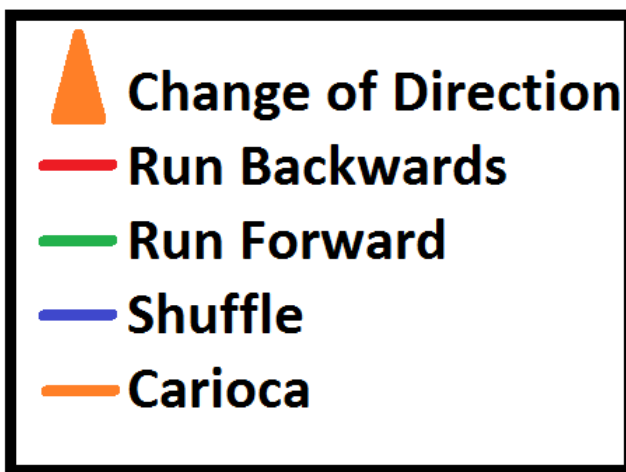 Change of Direction
Run Backwards
Run Forward
Shuffle
Carioca